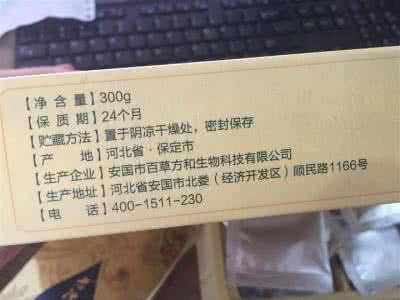 【净 含 量】300g
【保 质 期】24个月
【贮藏方法】置于阴凉干燥处，密封保存
【产 地】河北省·保定市
【生产企业】安国市百草方和生物科技有限公司
【生产地址】河北省安国市北娄（经济开发区）顺民路1166号
【电 话】400-1511-230